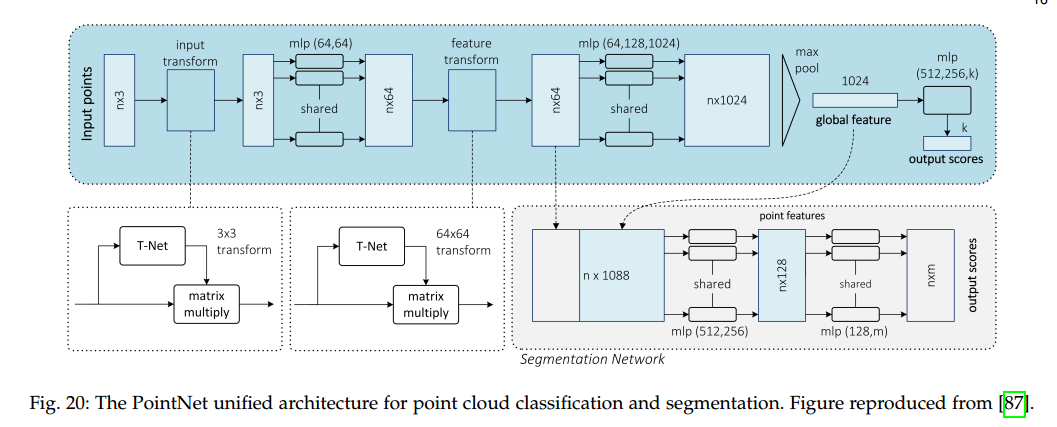 Input points
nx3
input
transform
nx3
mlp (64,64)
shared
nx64
feature
transform
nx64
mlp (64,128,1024)
shared
nx1024
max
pool
1024
global feature
mlp
(512,256,k)
k
output scores
T-Net
3x3
transform
matrix
multiply
T-Net
64x64
transform
matrix
multiply
point features
n x 1088
shared
mlp (512,256)
nx128
shared
mlp (128,m)
nxm
output scores
Segmentation Network
Fig. 20: The PointNet unified architecture for point cloud classification and segmentation. Figure reproduced from [87].